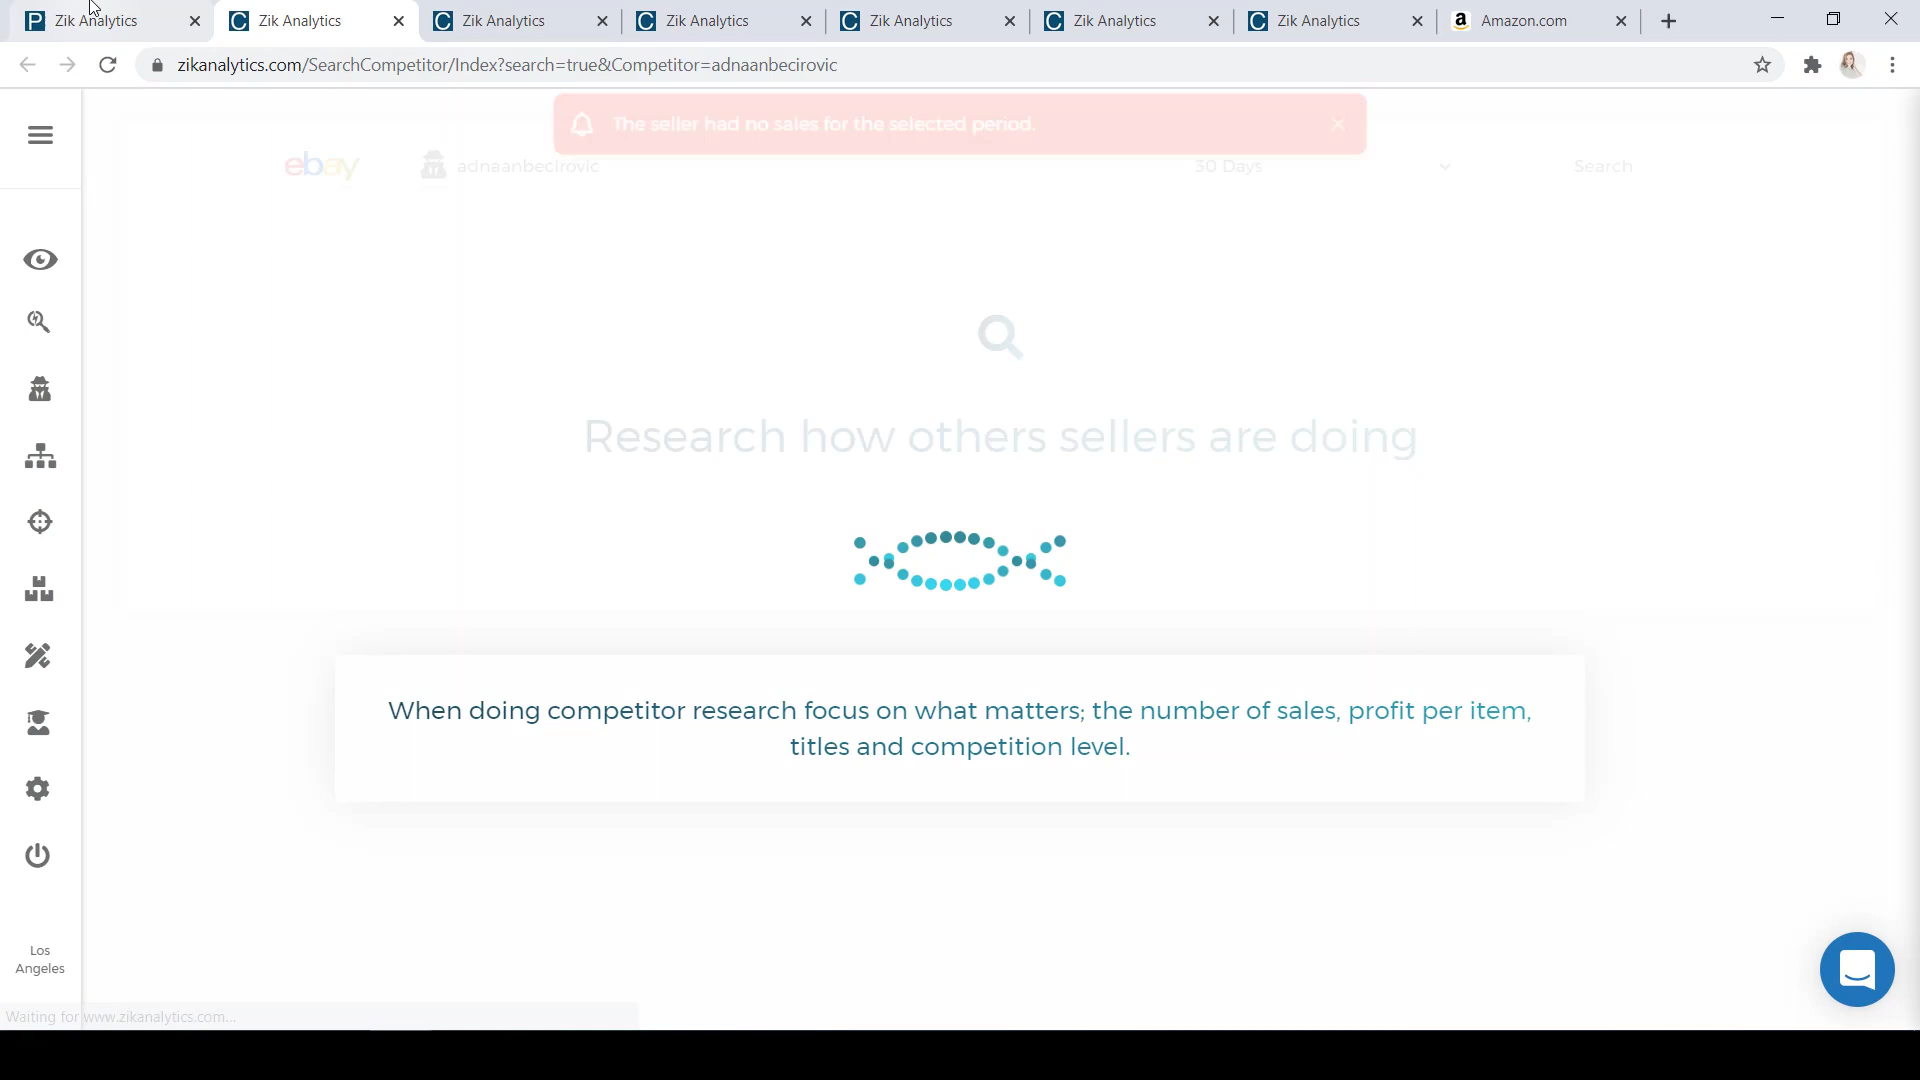 Zik Analytics
Zik Analytics
Zik Analytics
Zik Analytics
Zik Analytics
Zik Analytics
Zik Analytics
Amazon.com
zikanalytics.com/SearchCompetitor/Index?search=true&Competitor=adnaanbecirovic
The seller had no sales for the selected period.
ebay
adnaanbecirovic
30 Days
Search
Research how others sellers are doing
When doing competitor research focus on what matters; the number of sales, profit per item,
titles and competition level.
Los
Angeles
Waiting for www.zikanalytics.com...